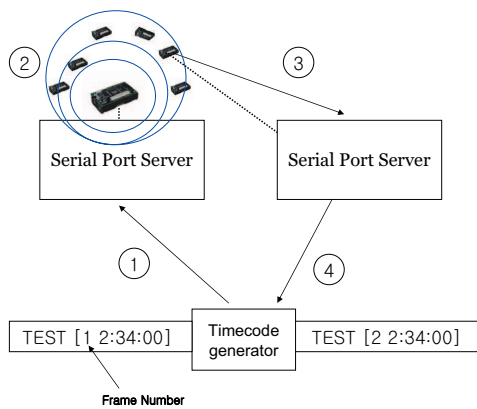 ②
③
Serial Port Server
Serial Port Server
①
④
TEST [1 2:34:00]
Timecode
generator
TEST [2 2:34:00]
Frame Number